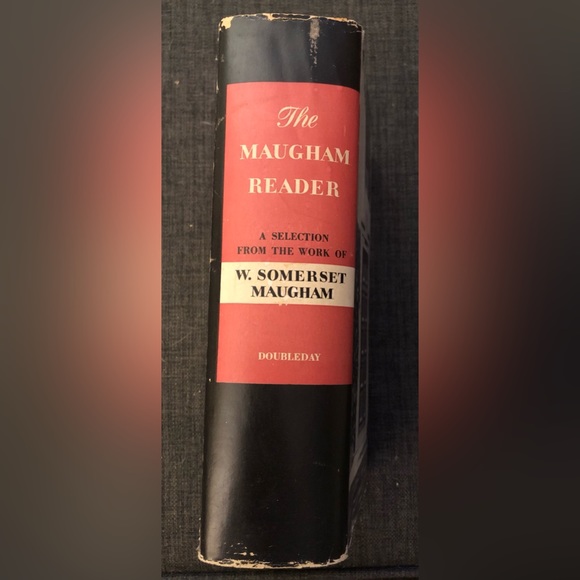 The
MAUGHAM
READER
A SELECTION
FROM THE WORK OF
W. SOMERSET
MAUGHAM
DOUBLEDAY